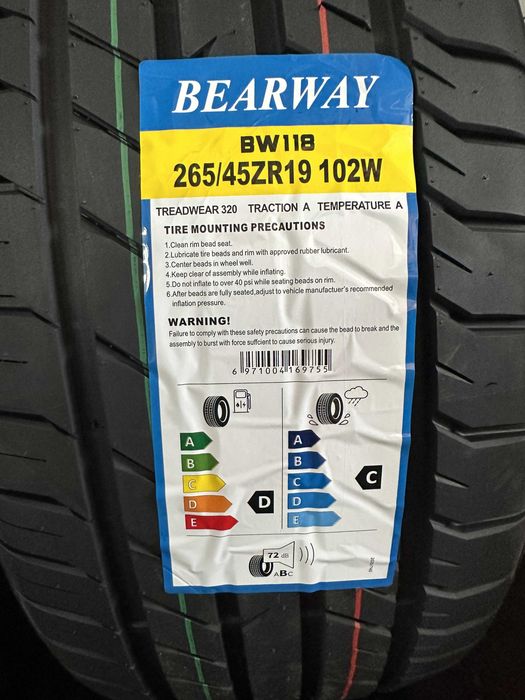 BEARWAY
BW118
265/45ZR19 102W
TREADWEAR 320 TRACTION A TEMPERATURE A
TIRE MOUNTING PRECAUTIONS
1.Clean rim bead seat.
2.Lubricate tire beads and rim with approved rubber lubricant.
3.Center beads in wheel well.
4.Keep clear of assembly while inflating.
5.Do not inflate to over 40 psi while seating beads on rim.
6.After beads are fully seated,adjust to vehicle manufactuer's recommended
inflation pressure.
WARNING!
Failure to comply with these safety precautions can cause the bead to break and the
assembly to burst with force suffcient to cause serious injury.
6 971004 169755
A
B
C
D
E
D
A
B
C
D
E
C
72 dB
ABC